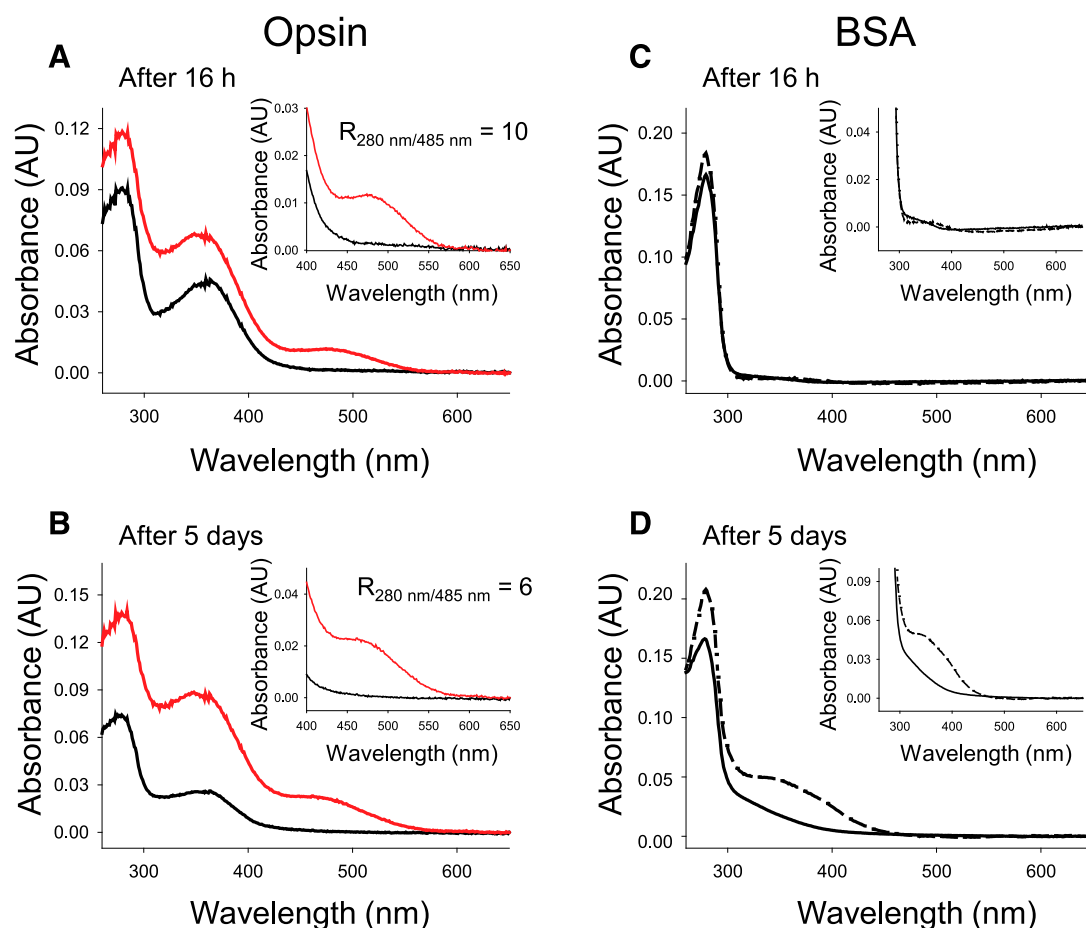 Opsin
BSA
A
After 16 h
Absorbance (AU)
0.12
0.09
0.06
0.03
0.00
300
400
500
600
Wavelength (nm)
R280 nm/485 nm = 10
Absorbance (AU)
0.03
0.02
0.01
0.00
400
450
500
550
600
650
Wavelength (nm)
C
After 16 h
Absorbance (AU)
0.20
0.15
0.10
0.05
0.00
300
400
500
600
Wavelength (nm)
Absorbance (AU)
0.04
0.02
0.00
300
400
500
600
Wavelength (nm)
B
After 5 days
Absorbance (AU)
0.15
0.12
0.09
0.06
0.03
0.00
300
400
500
600
Wavelength (nm)
R280 nm/485 nm = 6
Absorbance (AU)
0.04
0.02
0.00
400
450
500
550
600
650
Wavelength (nm)
D
After 5 days
Absorbance (AU)
0.20
0.15
0.10
0.05
0.00
300
400
500
600
Wavelength (nm)
Absorbance (AU)
0.09
0.06
0.03
0.00
300
400
500
600
Wavelength (nm)